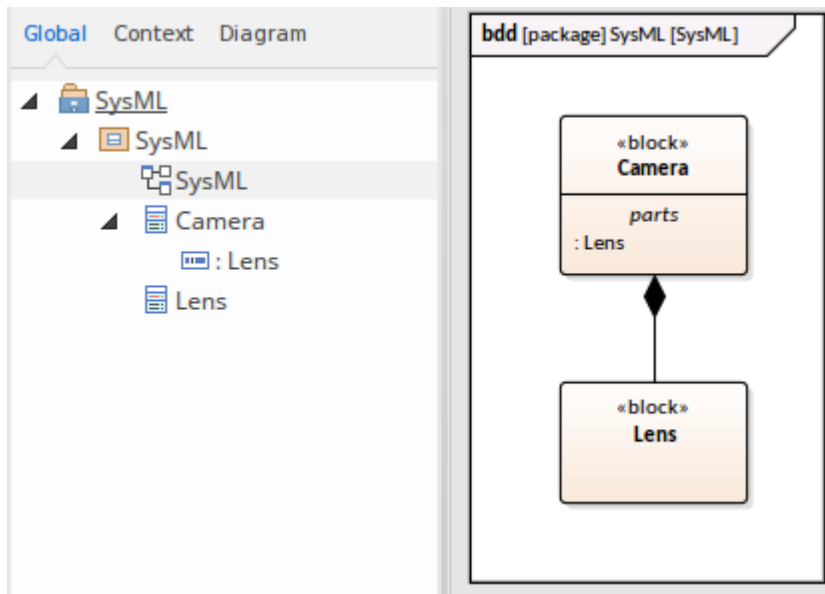 Global Context Diagram
SysML
SysML
SysML
Camera
: Lens
Lens
bdd [package] SysML [SysML]
«block»
Camera
parts
: Lens
«block»
Lens